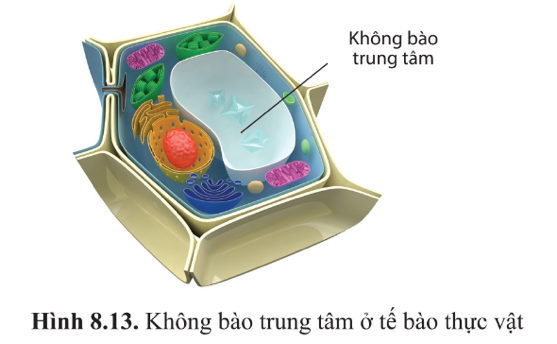 Không bào
trung tâm
Hình 8.13. Không bào trung tâm ở tế bào thực vật